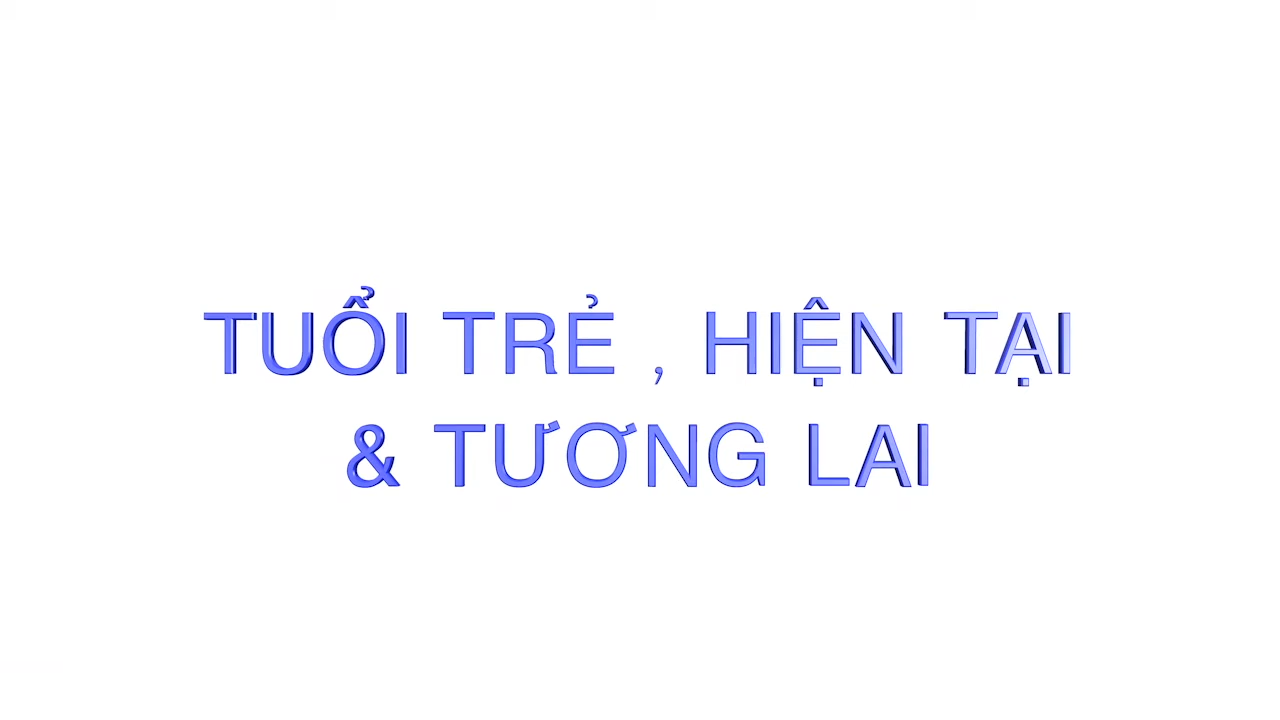 TUỔI TRẺ , HIỆN TẠI
& TƯƠNG LAI